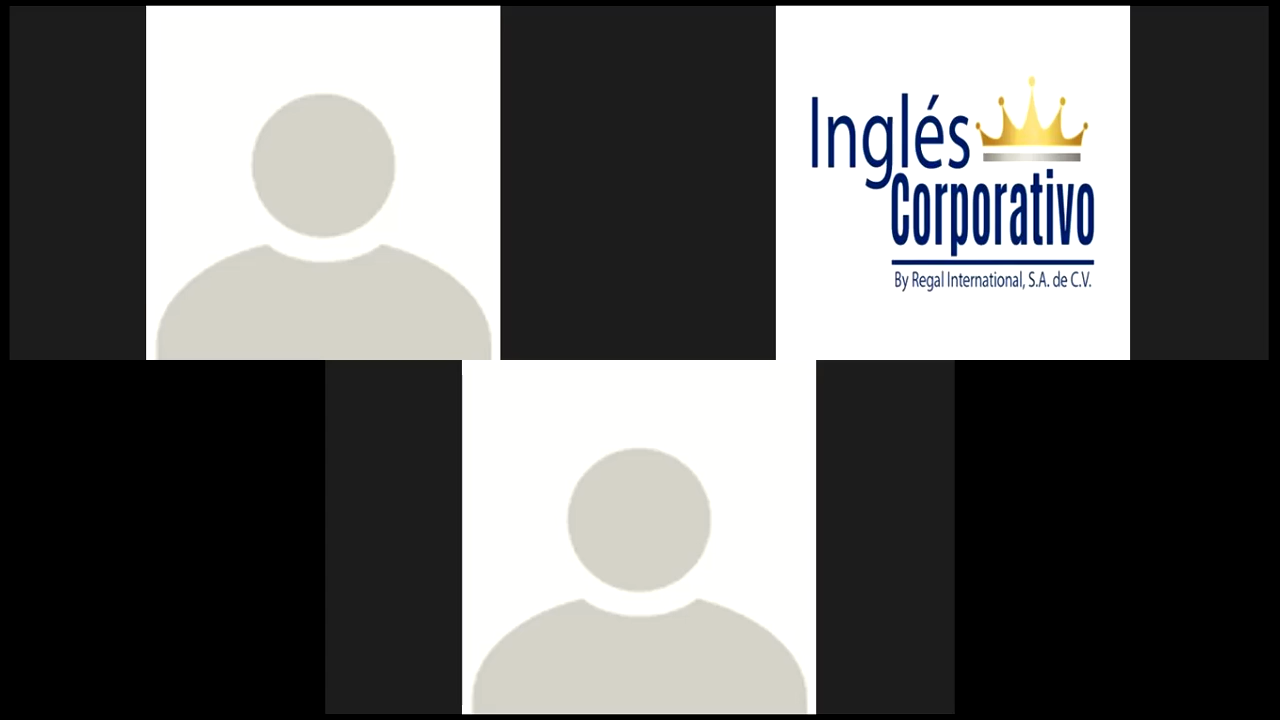 Inglés
Corporativo
By Regal International, S.A. de C.V.